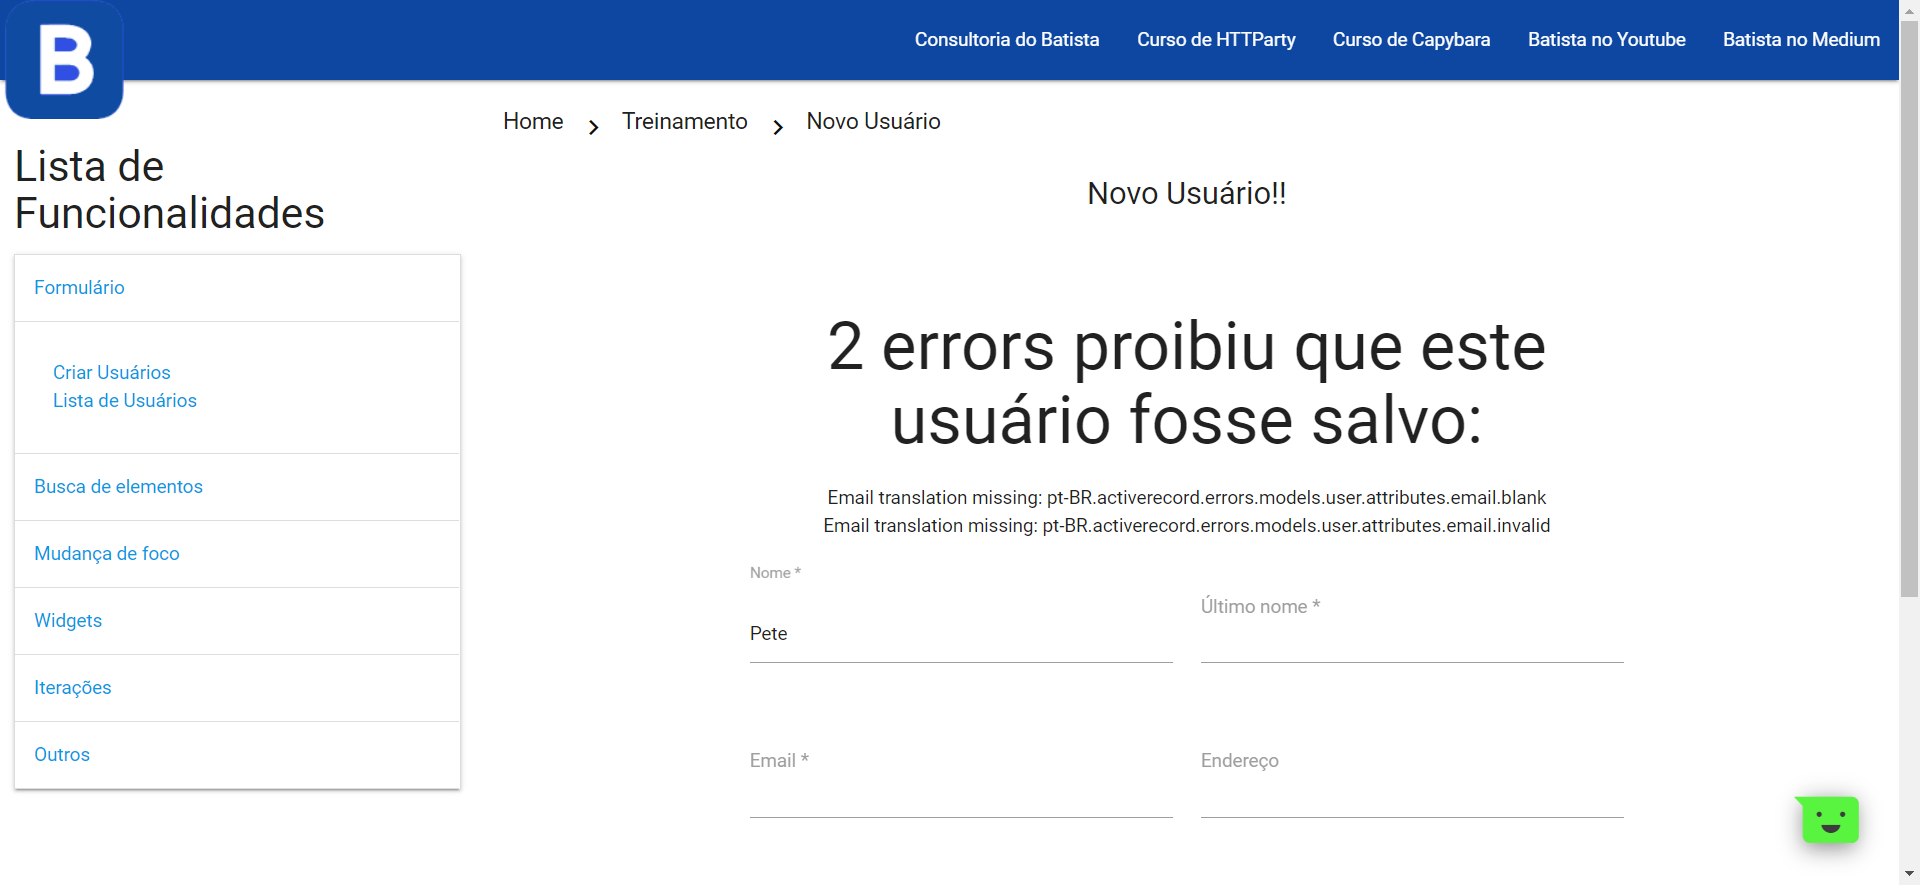 B
Consultoria do Batista
Curso de HTTParty
Curso de Capybara
Batista no Youtube
Batista no Medium
Home
Treinamento
Novo Usuário
Lista de
Funcionalidades
Formulário
Criar Usuários
Lista de Usuários
Busca de elementos
Mudança de foco
Widgets
Iterações
Outros
Novo Usuário!!
2 errors proibiu que este
usuário fosse salvo:
Email translation missing: pt-BR.activerecord.errors.models.user.attributes.email.blank
Email translation missing: pt-BR.activerecord.errors.models.user.attributes.email.invalid
Nome *
Pete
Último nome *
Email *
Endereço